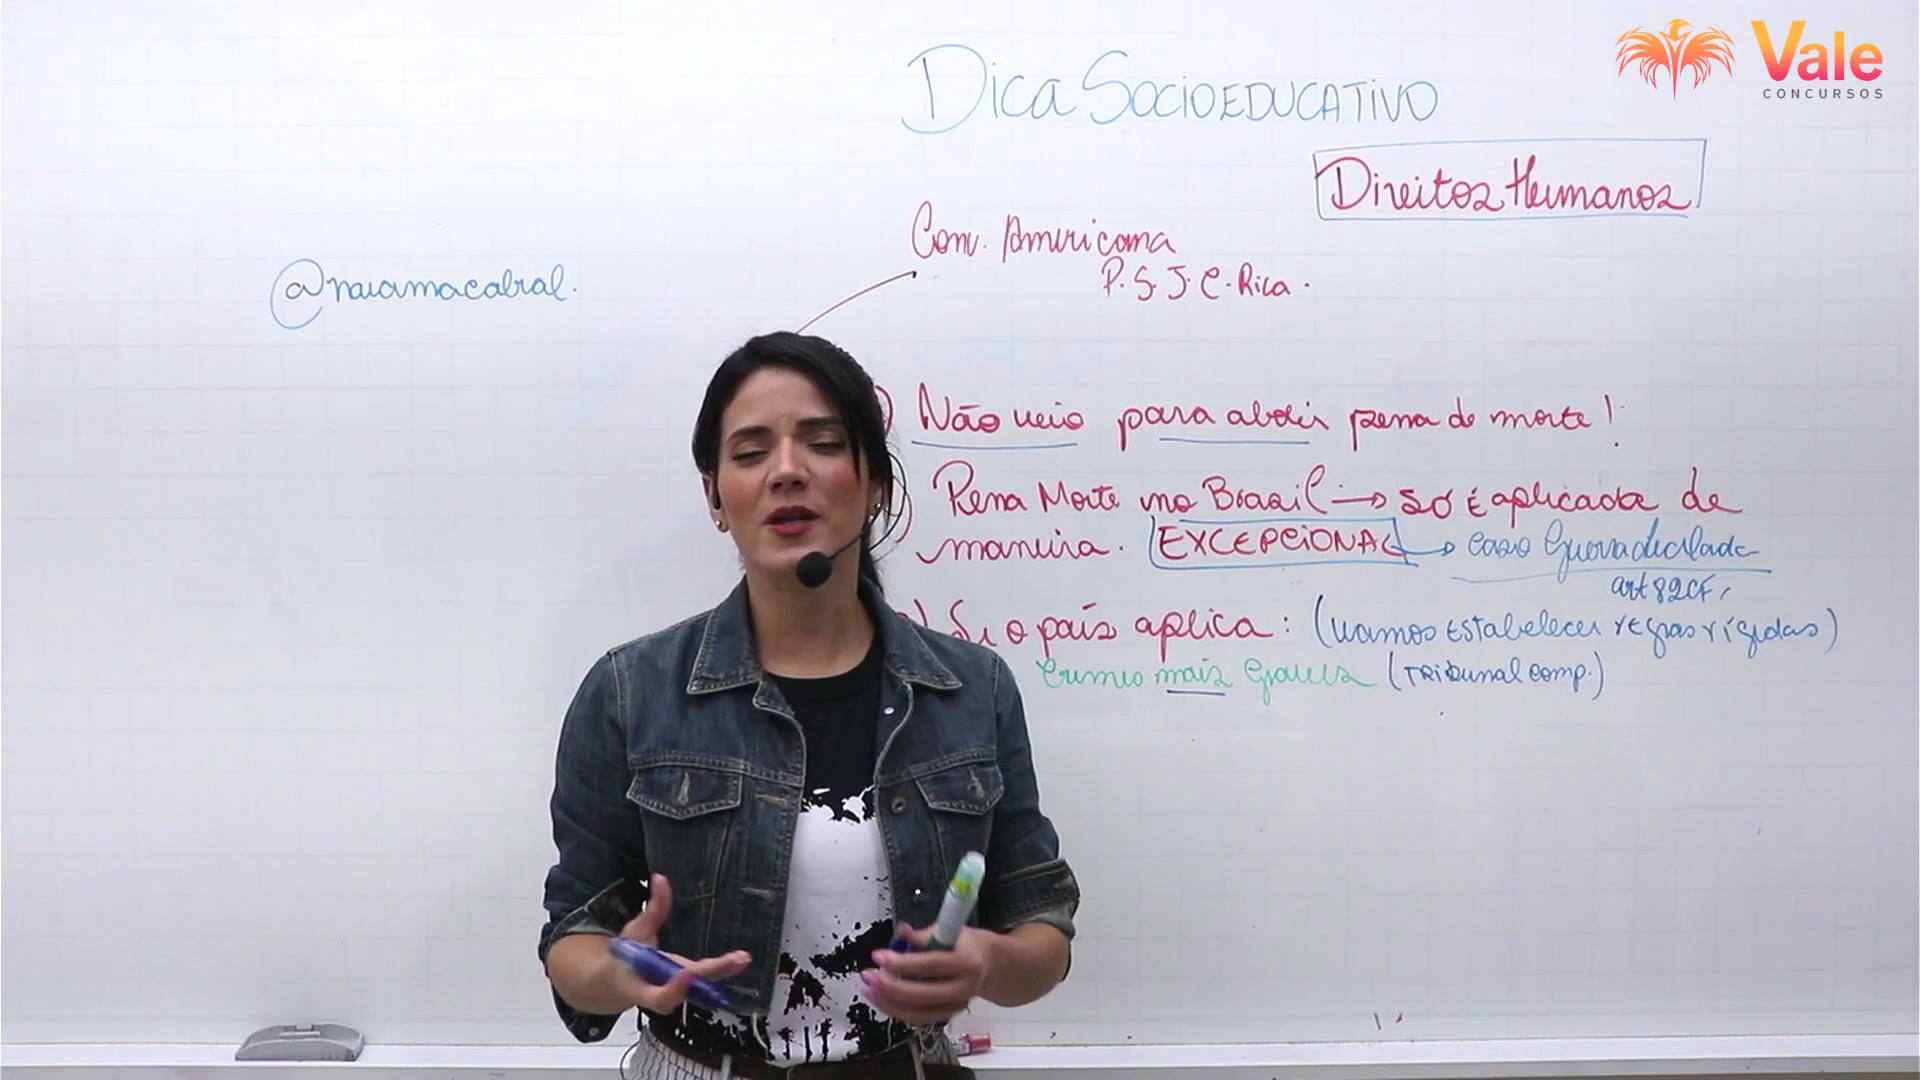 Vale
CONCURSOS
Dica SOCIOEDUCATIVO
Direitos Humanos
Conv. Americana
P. S. J. C. Rica.
@naiamacabral.
) Não veio para abolir pena de morte!
) Pena Morte no Brasil → só é aplicada de
maneira. EXCEPCIONAL → caso Guerra declarada
art 82 CF,
) Se o país aplica: (vamos Estabelecer regras rígidas)
Crimes mais Graves (Tribunal comp.)